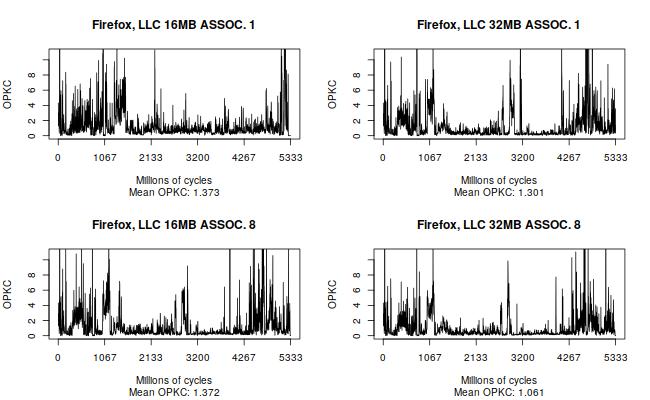 Firefox, LLC 16MB ASSOC. 1
OPKC
8
6
4
2
0
0 1067 2133 3200 4267 5333
Millions of cycles
Mean OPKC: 1.373
Firefox, LLC 32MB ASSOC. 1
OPKC
8
6
4
2
0
0 1067 2133 3200 4267 5333
Millions of cycles
Mean OPKC: 1.301
Firefox, LLC 16MB ASSOC. 8
OPKC
8
6
4
2
0
0 1067 2133 3200 4267 5333
Millions of cycles
Mean OPKC: 1.372
Firefox, LLC 32MB ASSOC. 8
OPKC
8
6
4
2
0
0 1067 2133 3200 4267 5333
Millions of cycles
Mean OPKC: 1.061